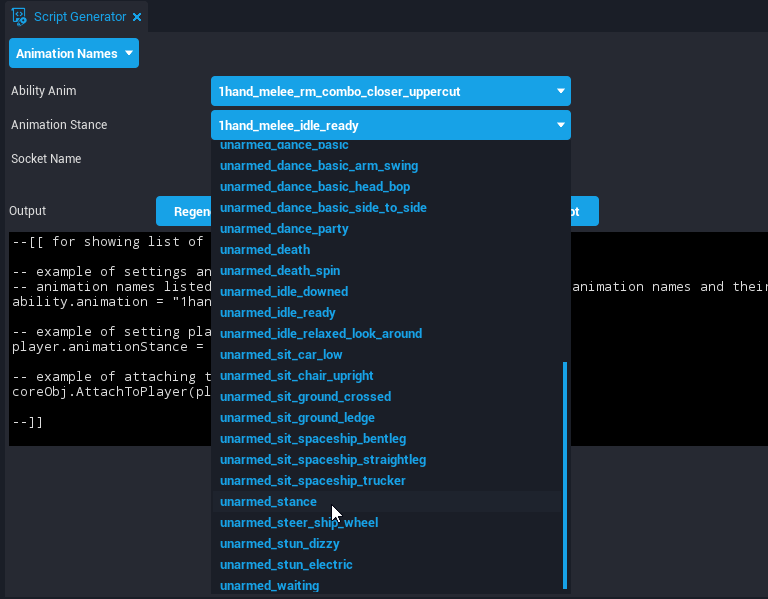 Script Generator
Animation Names
Ability Anim
1hand_melee_rm_combo_closer_uppercut
Animation Stance
1hand_melee_idle_ready
Socket Name
Output
unarmed_dance_basic
unarmed_dance_basic_arm_swing
unarmed_dance_basic_head_bop
unarmed_dance_basic_side_to_side
unarmed_dance_party
unarmed_death
unarmed_death_spin
unarmed_idle_downed
unarmed_idle_ready
unarmed_idle_relaxed_look_around
unarmed_sit_car_low
unarmed_sit_chair_upright
unarmed_sit_ground_crossed
unarmed_sit_ground_ledge
unarmed_sit_spaceship_bentleg
unarmed_sit_spaceship_straightleg
unarmed_sit_spaceship_trucker
unarmed_stance
unarmed_steer_ship_wheel
unarmed_stun_dizzy
unarmed_stun_electric
unarmed_waiting
Regen
pt
--[[ for showing list of
-- example of settings an
-- animation names listed animation names and their
ability.animation = "1han
-- example of setting pla
player.animationStance =
-- example of attaching t
coreObj.AttachToPlayer(pl
--]]